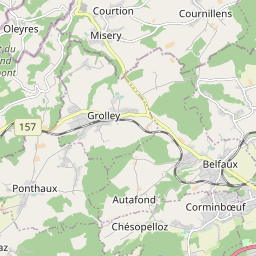 Courtion
Cournillens
Oleyres
Misery
Grolley
157
Belfaux
Ponthaux
Autafond
Corminbœuf
Chésopelloz